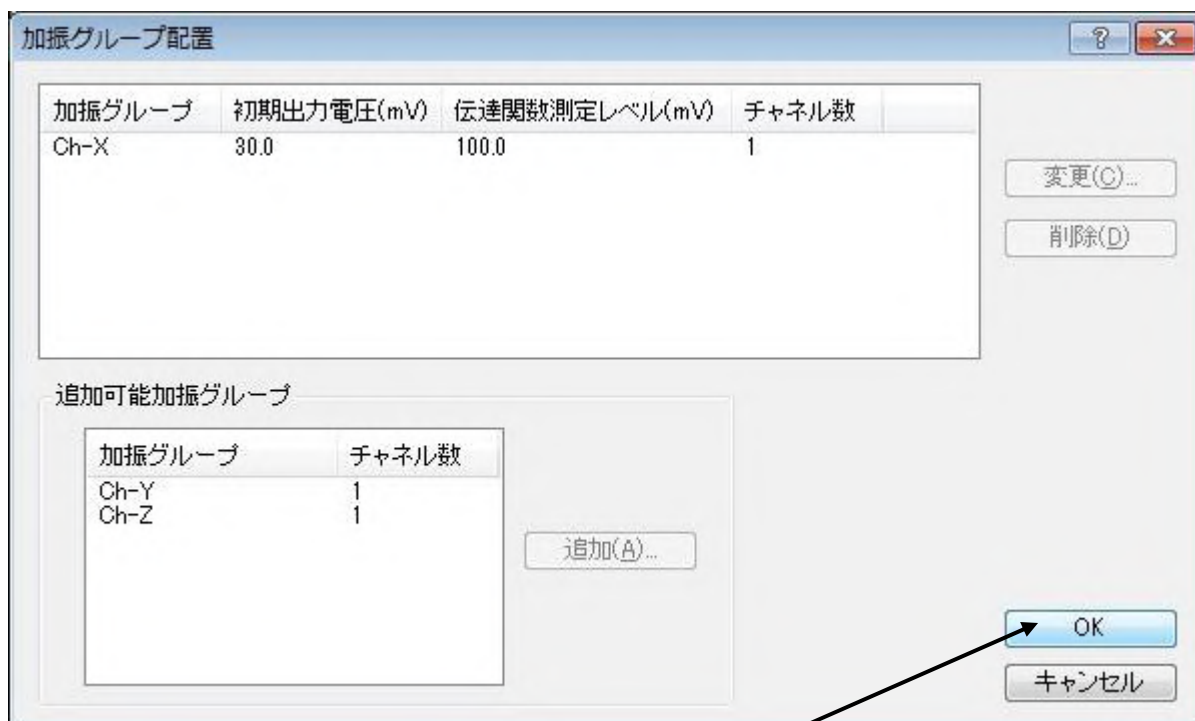 加振グループ配置
加振グループ 初期出力電圧(mV) 伝達関数測定レベル(mV) チャネル数
Ch-X 30.0 100.0 1
変更(C)...
削除(D)
追加可能加振グループ
加振グループ チャネル数
Ch-Y 1
Ch-Z 1
追加(A)...
OK
キャンセル